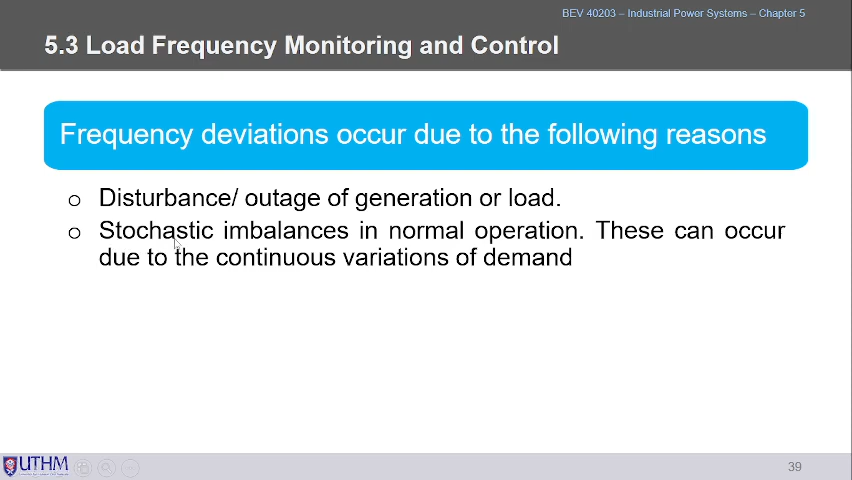 BEV 40203 – Industrial Power Systems – Chapter 5
5.3 Load Frequency Monitoring and Control
Frequency deviations occur due to the following reasons
o Disturbance/ outage of generation or load.
o Stochastic imbalances in normal operation. These can occur
due to the continuous variations of demand
UTHM
39